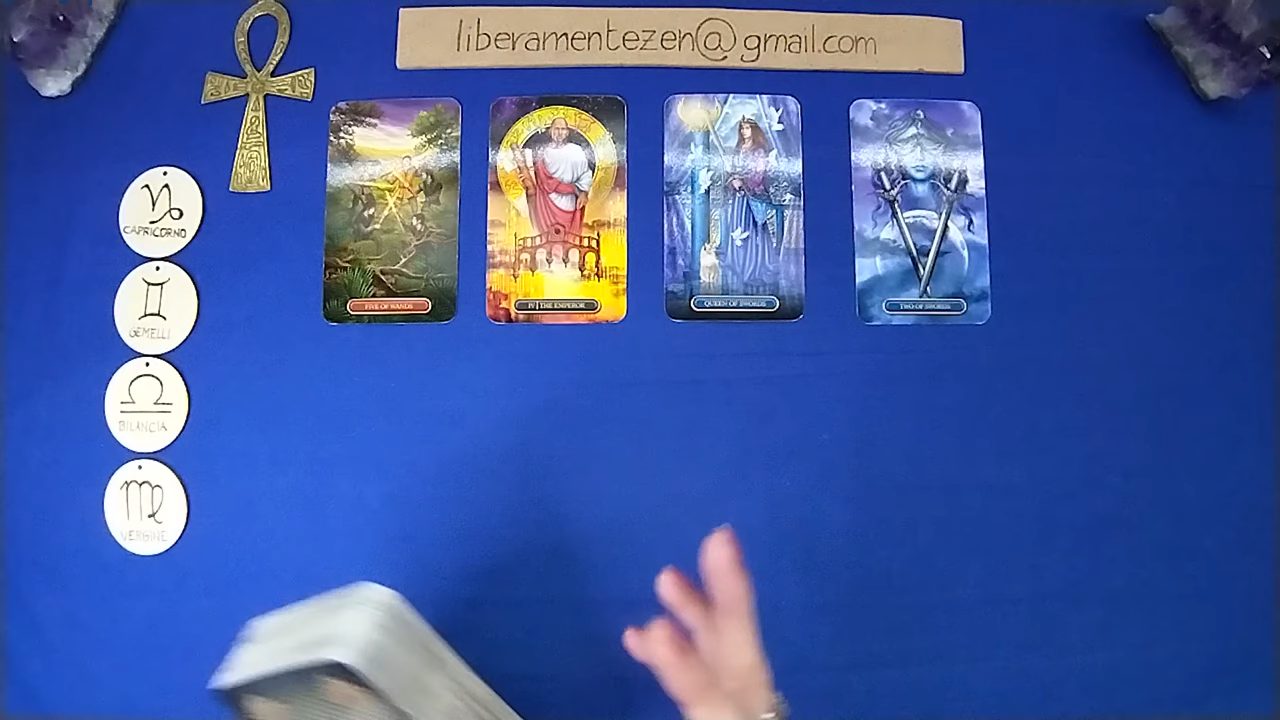 liberamentezen@gmail.com
FIVE OF WANDS
IV THE EMPEROR
QUEEN OF SWORDS
TWO OF SWORDS
CAPRICORNO
GEMELLI
BILANCIA
VERGINE